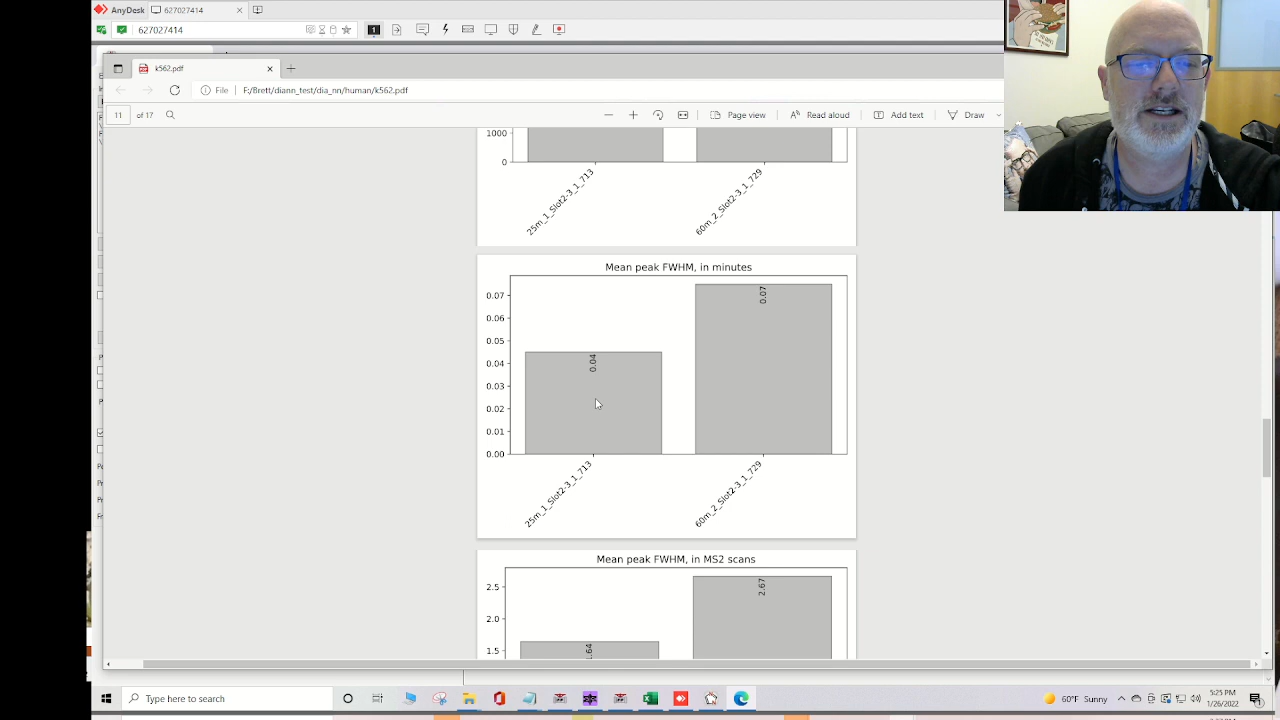 AnyDesk
627027414
627027414
1
k562.pdf
File
F:/Brett/diann_test/dia_nn/human/k562.pdf
11 of 17
Page view
Read aloud
Add text
Draw
1000
0
25m_1_Slot2-3_1_713
60m_2_Slot2-3_1_729
Mean peak FWHM, in minutes
0.07
0.06
0.05
0.04
0.03
0.02
0.01
0.00
0.04
0.07
25m_1_Slot2-3_1_713
60m_2_Slot2-3_1_729
Mean peak FWHM, in MS2 scans
2.5
2.0
1.5
.64
2.67
Type here to search
60°F Sunny
5:25 PM
1/26/2022